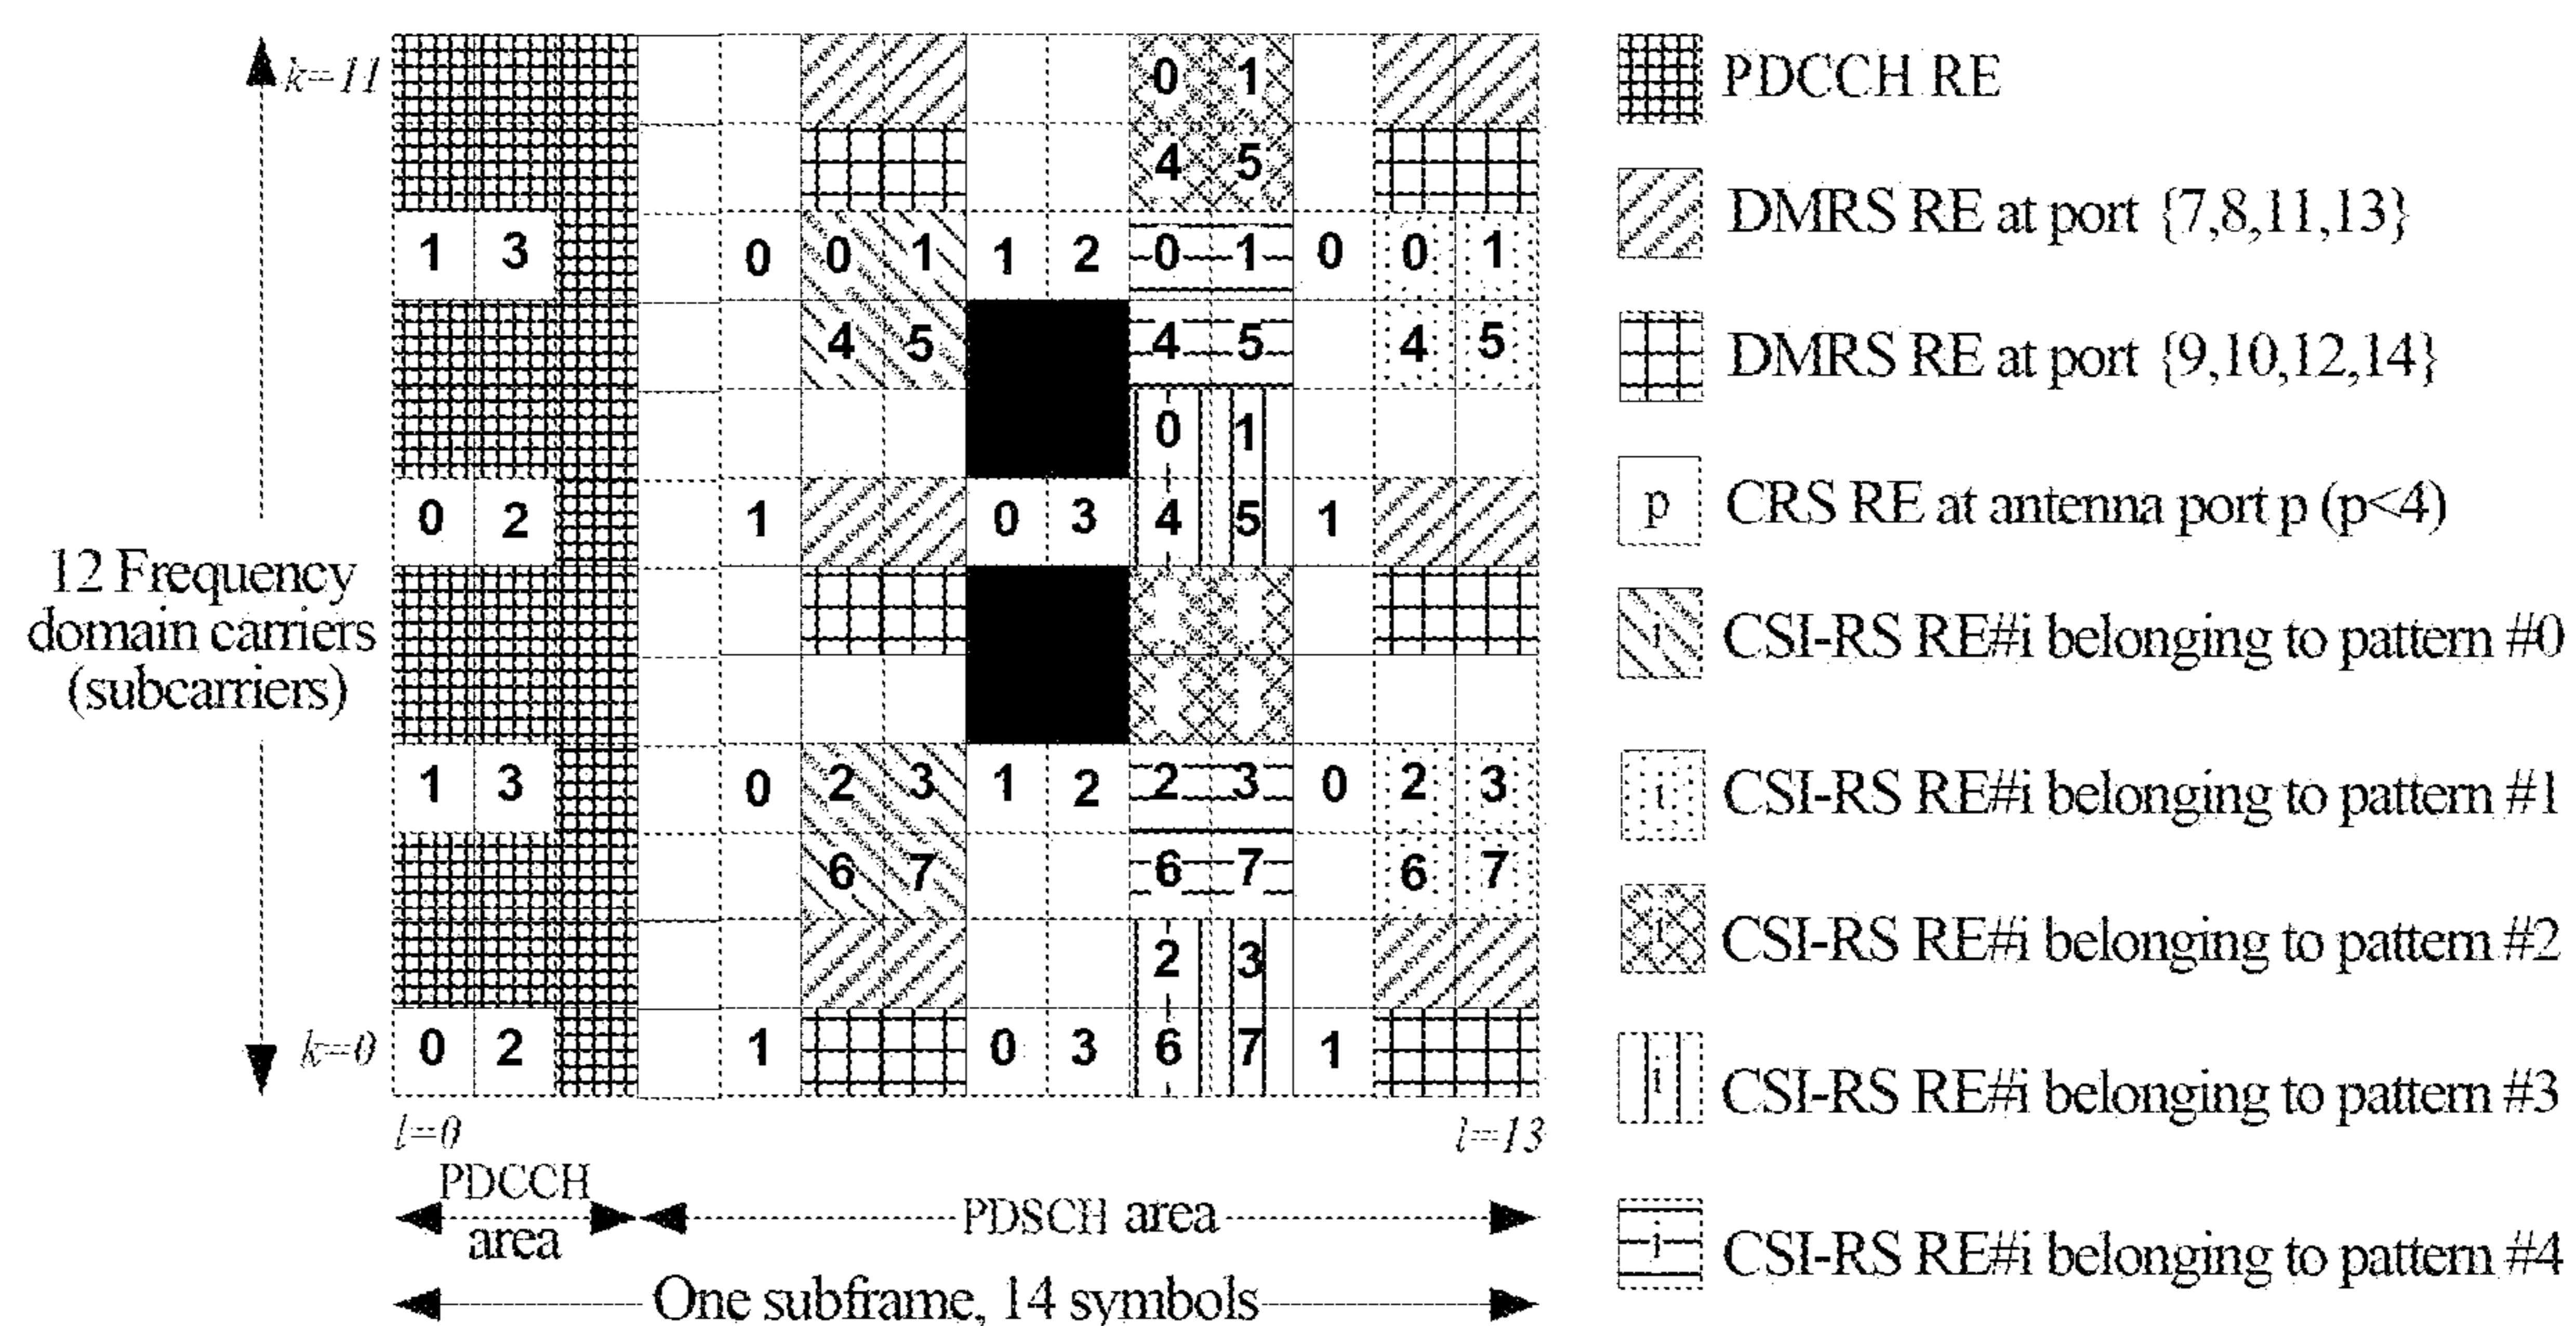 k=11
0 1
4 5
1 3 0 0 1 1 2 0 1 0 0 1
4 5 4 5 4 5
0 1
0 2 1 0 3 4 5 1
1 3 0 2 3 1 2 2 3 0 2 3
6 7 6 7 6 7
2 3
k=0 0 2 1 0 3 6 7 1
12 Frequency
domain carriers
(subcarriers)
l=0
l=13
PDCCH
area
PDSCH area
One subframe, 14 symbols
PDCCH RE
DMRS RE at port {7,8,11,13}
DMRS RE at port {9,10,12,14}
p CRS RE at antenna port p (p<4)
i CSI-RS RE#i belonging to pattern #0
i CSI-RS RE#i belonging to pattern #1
i CSI-RS RE#i belonging to pattern #2
i CSI-RS RE#i belonging to pattern #3
i CSI-RS RE#i belonging to pattern #4